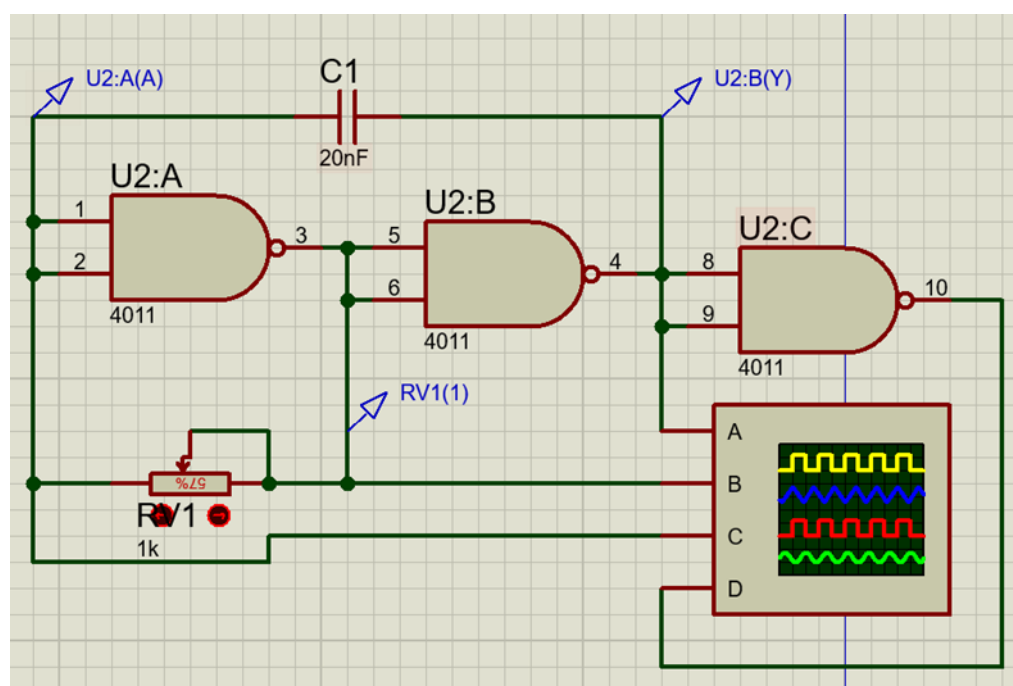 U2:A(A)
C1
20nF
U2:B(Y)
U2:A
1
2
3
4011
U2:B
5
6
4
4011
U2:C
8
9
10
4011
RV1(1)
57%
RV1
1k
A
B
C
D